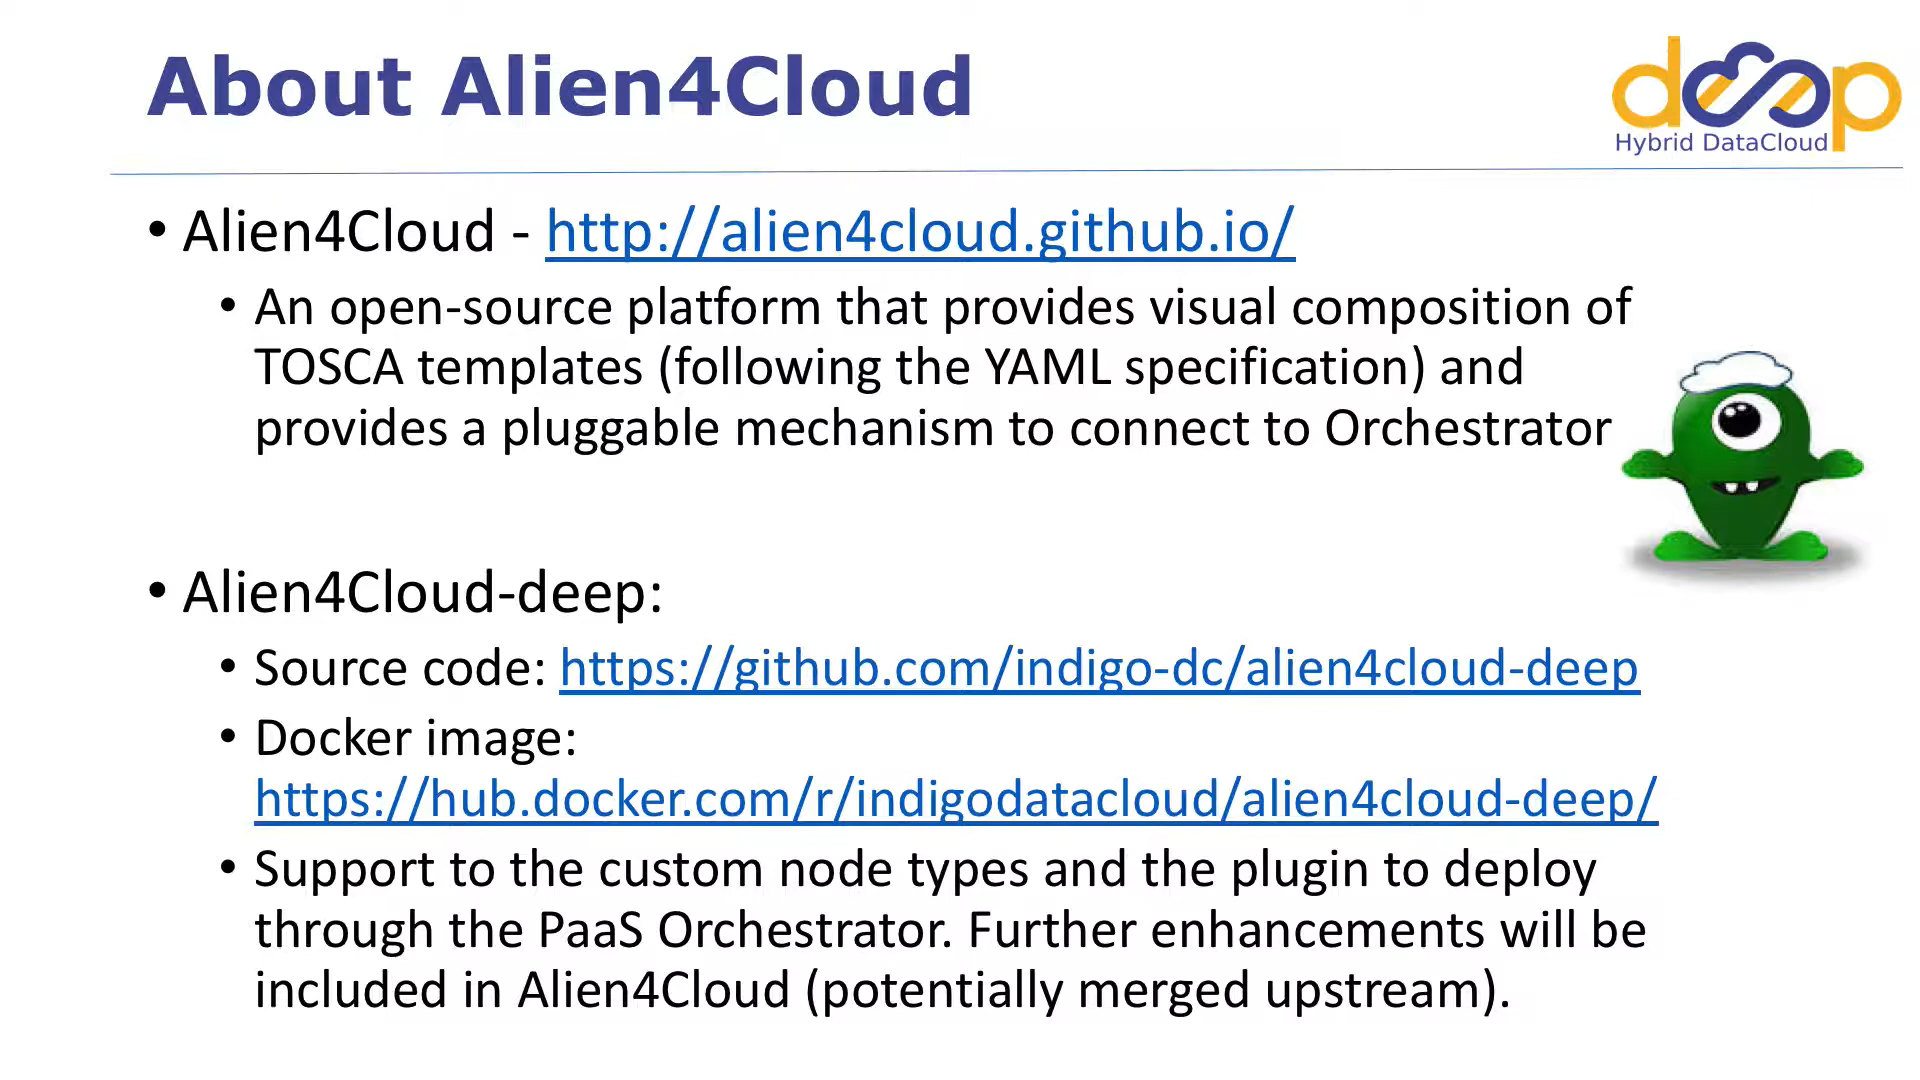 About Alien4Cloud
deep
Hybrid DataCloud
• Alien4Cloud - http://alien4cloud.github.io/
• An open-source platform that provides visual composition of
TOSCA templates (following the YAML specification) and
provides a pluggable mechanism to connect to Orchestrator
• Alien4Cloud-deep:
• Source code: https://github.com/indigo-dc/alien4cloud-deep
• Docker image:
https://hub.docker.com/r/indigodatacloud/alien4cloud-deep/
• Support to the custom node types and the plugin to deploy
through the PaaS Orchestrator. Further enhancements will be
included in Alien4Cloud (potentially merged upstream).